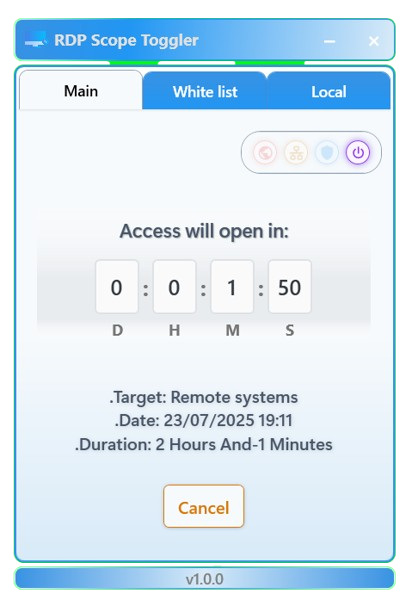 RDP Scope Toggler
Main
White list
Local
Access will open in:
0 : 0 : 1 : 50
D H M S
.Target: Remote systems
.Date: 23/07/2025 19:11
.Duration: 2 Hours And-1 Minutes
Cancel
v1.0.0